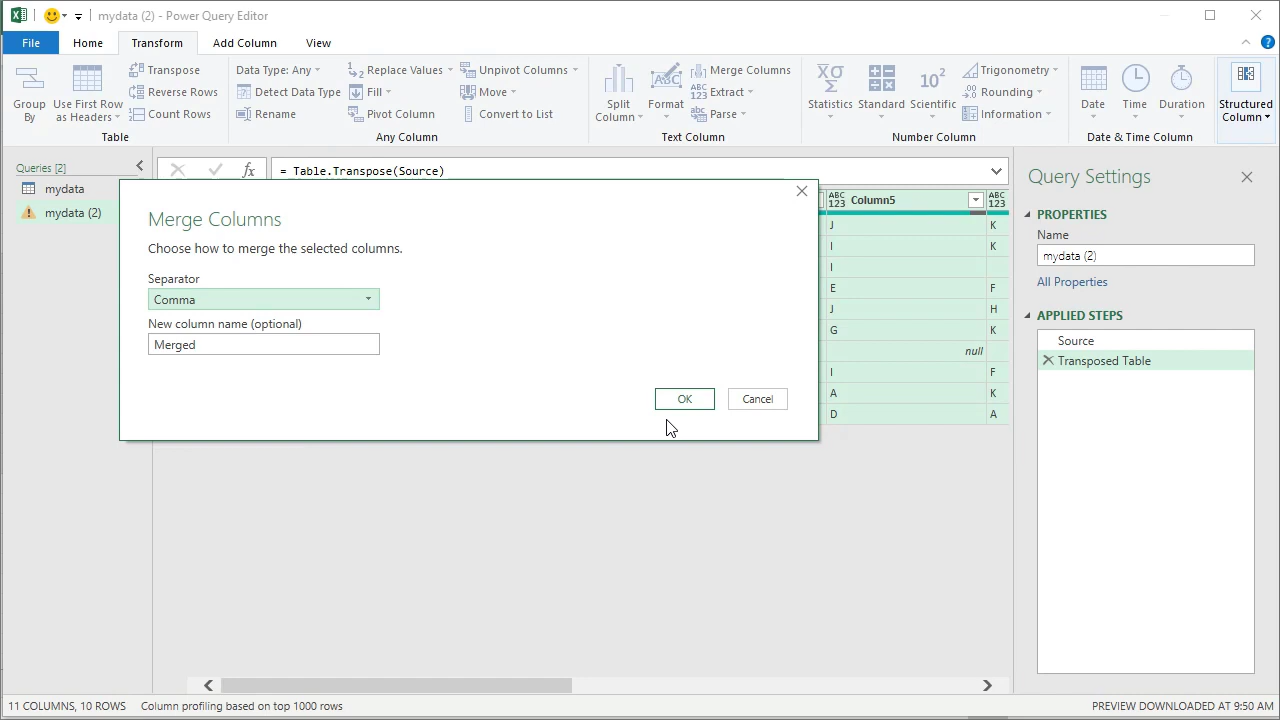 mydata (2) - Power Query Editor
File Home Transform Add Column View
Group By
Use First Row as Headers
Transpose
Reverse Rows
Count Rows
Table
Data Type: Any
Detect Data Type
Rename
Replace Values
Fill
Pivot Column
Unpivot Columns
Move
Convert to List
Any Column
Split Column
Format
Merge Colum
Extract
Parse
Text Column
Statistics
Standard
Scientific
Trigonometry
Rounding
Information
Number Column
Date
Time
Duration
Date & Time Column
Structured Column
Queries [2]
mydata
mydata (2)
fx = Table.Transpose(Source)
Merge Columns
Choose how to merge the selected columns.
Separator
Comma
New column name (optional)
Merged
OK Cancel
ABC 123 Column5 ABC 123
J K
I K
I
E F
J H
G K
null
I F
A K
D A
Query Settings
PROPERTIES
Name
mydata (2)
All Properties
APPLIED STEPS
Source
Transposed Table
11 COLUMNS, 10 ROWS Column profiling based on top 1000 rows PREVIEW DOWNLOADED AT 9:50 AM